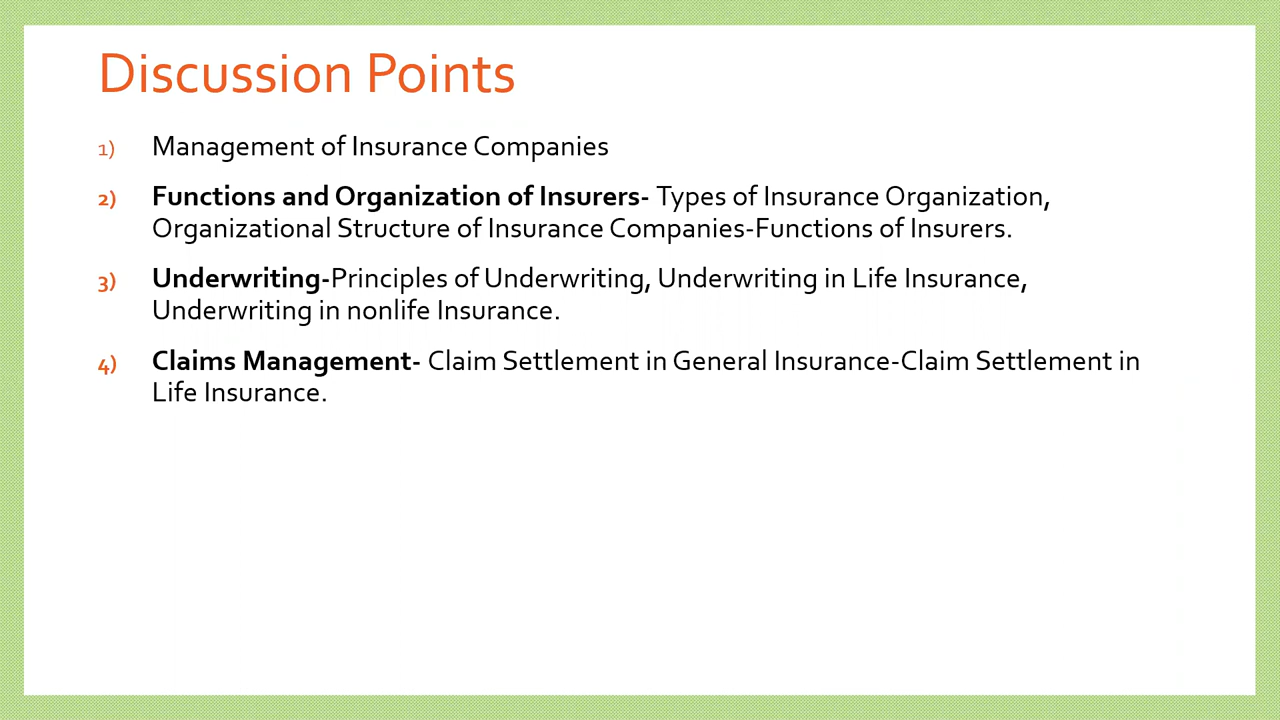 Discussion Points
1) Management of Insurance Companies
2) Functions and Organization of Insurers- Types of Insurance Organization,
Organizational Structure of Insurance Companies-Functions of Insurers.
3) Underwriting-Principles of Underwriting, Underwriting in Life Insurance,
Underwriting in nonlife Insurance.
4) Claims Management- Claim Settlement in General Insurance-Claim Settlement in
Life Insurance.